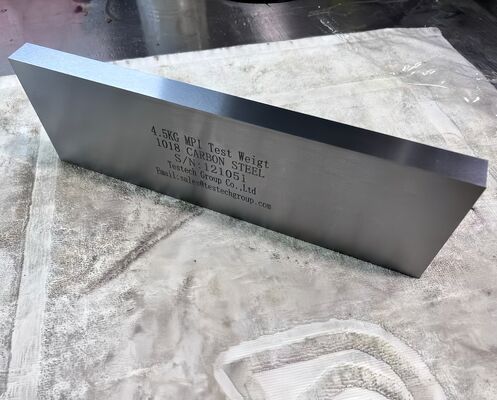 4.5KG MPI Test Weigt
1018 CARBON STEEL
S/N:121051
Testech Group Co.,Ltd
Email:sales@testechgroup.com